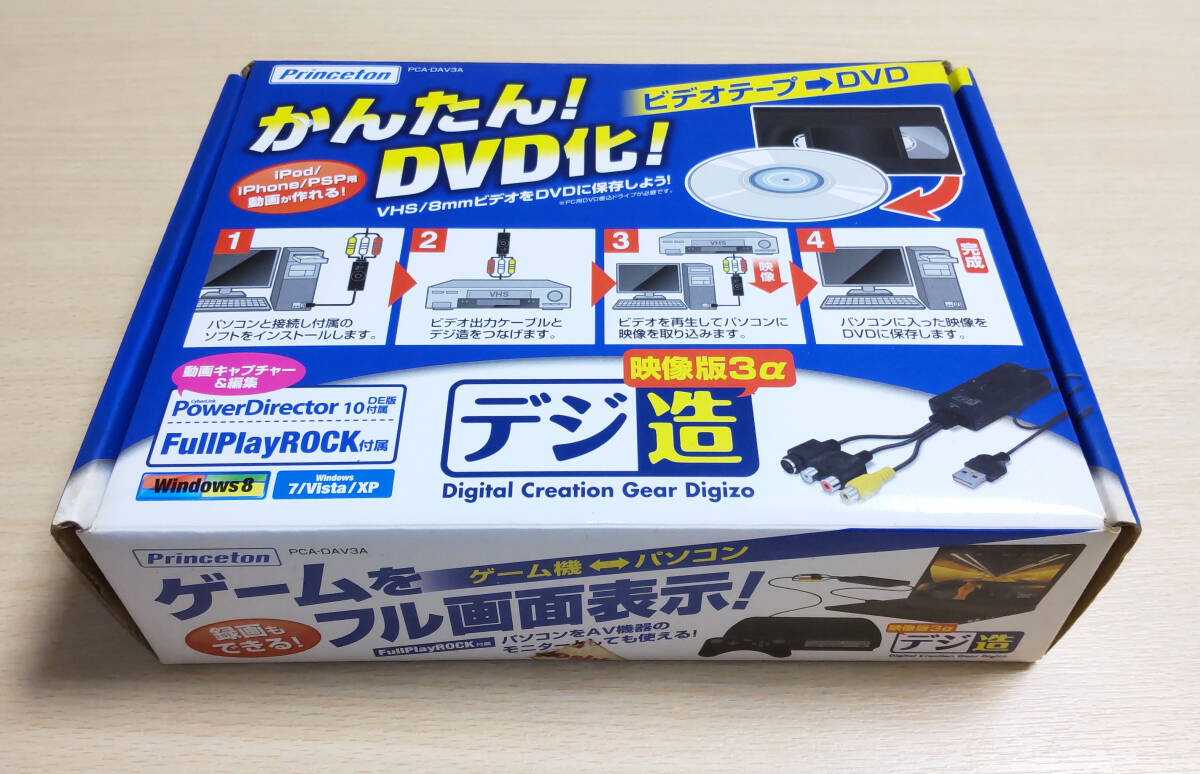 Princeton
PCA-DAV3A
ビデオテープ➡DVD
かんたん!
DVD化!
iPod/
iPhone/PSP用
動画が作れる!
VHS/8mmビデオをDVDに保存しよう!
※PC用DVD書込ドライブが必要です。
1
パソコンと接続し付属の
ソフトをインストールします。
2
VHS
ビデオ出力ケーブルと
デジ造をつなげます。
3
VHS
映像
ビデオを再生してパソコンに
映像を取り込みます。
4
完成
パソコンに入った映像を
DVDに保存します。
動画キャプチャー
&編集
CyberLink
PowerDirector 10 DE版付属
FullPlayROCK付属
Windows8
Windows
7/Vista/XP
映像版3α
デジ造
Digital Creation Gear Digizo
Princeton
PCA-DAV3A
ゲーム機⬌パソコン
ゲームを
フル画面表示!
録画も
できる!
FullPlayROCK付属
パソコンをAV機器の
モニターとしても使える!
映像版3α
デジ造
Digital Creation Gear Digizo